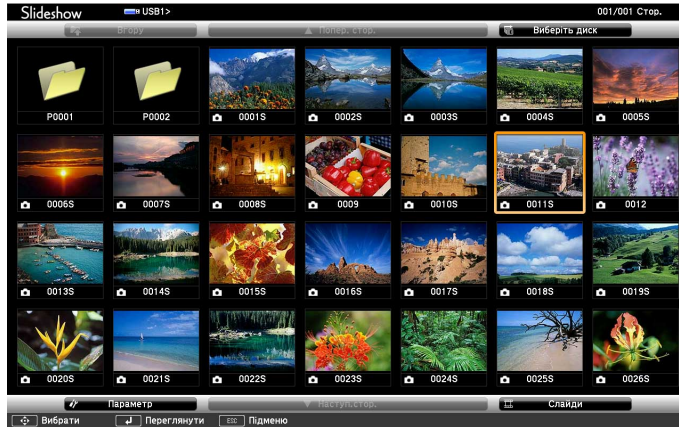 Slideshow USB1> 001/001 Стор.
Вгору ▲ Попер. стор. Виберіть диск
P0001 P0002 0001S 0002S 0003S 0004S 0005S
0006S 0007S 0008S 0009 0010S 0011S 0012
0013S 0014S 0015S 0016S 0017S 0018S 0019S
0020S 0021S 0022S 0023S 0024S 0025S 0026S
Параметр ▼ Наступ.стор. Слайди
Вибрати Переглянути ESC Підменю